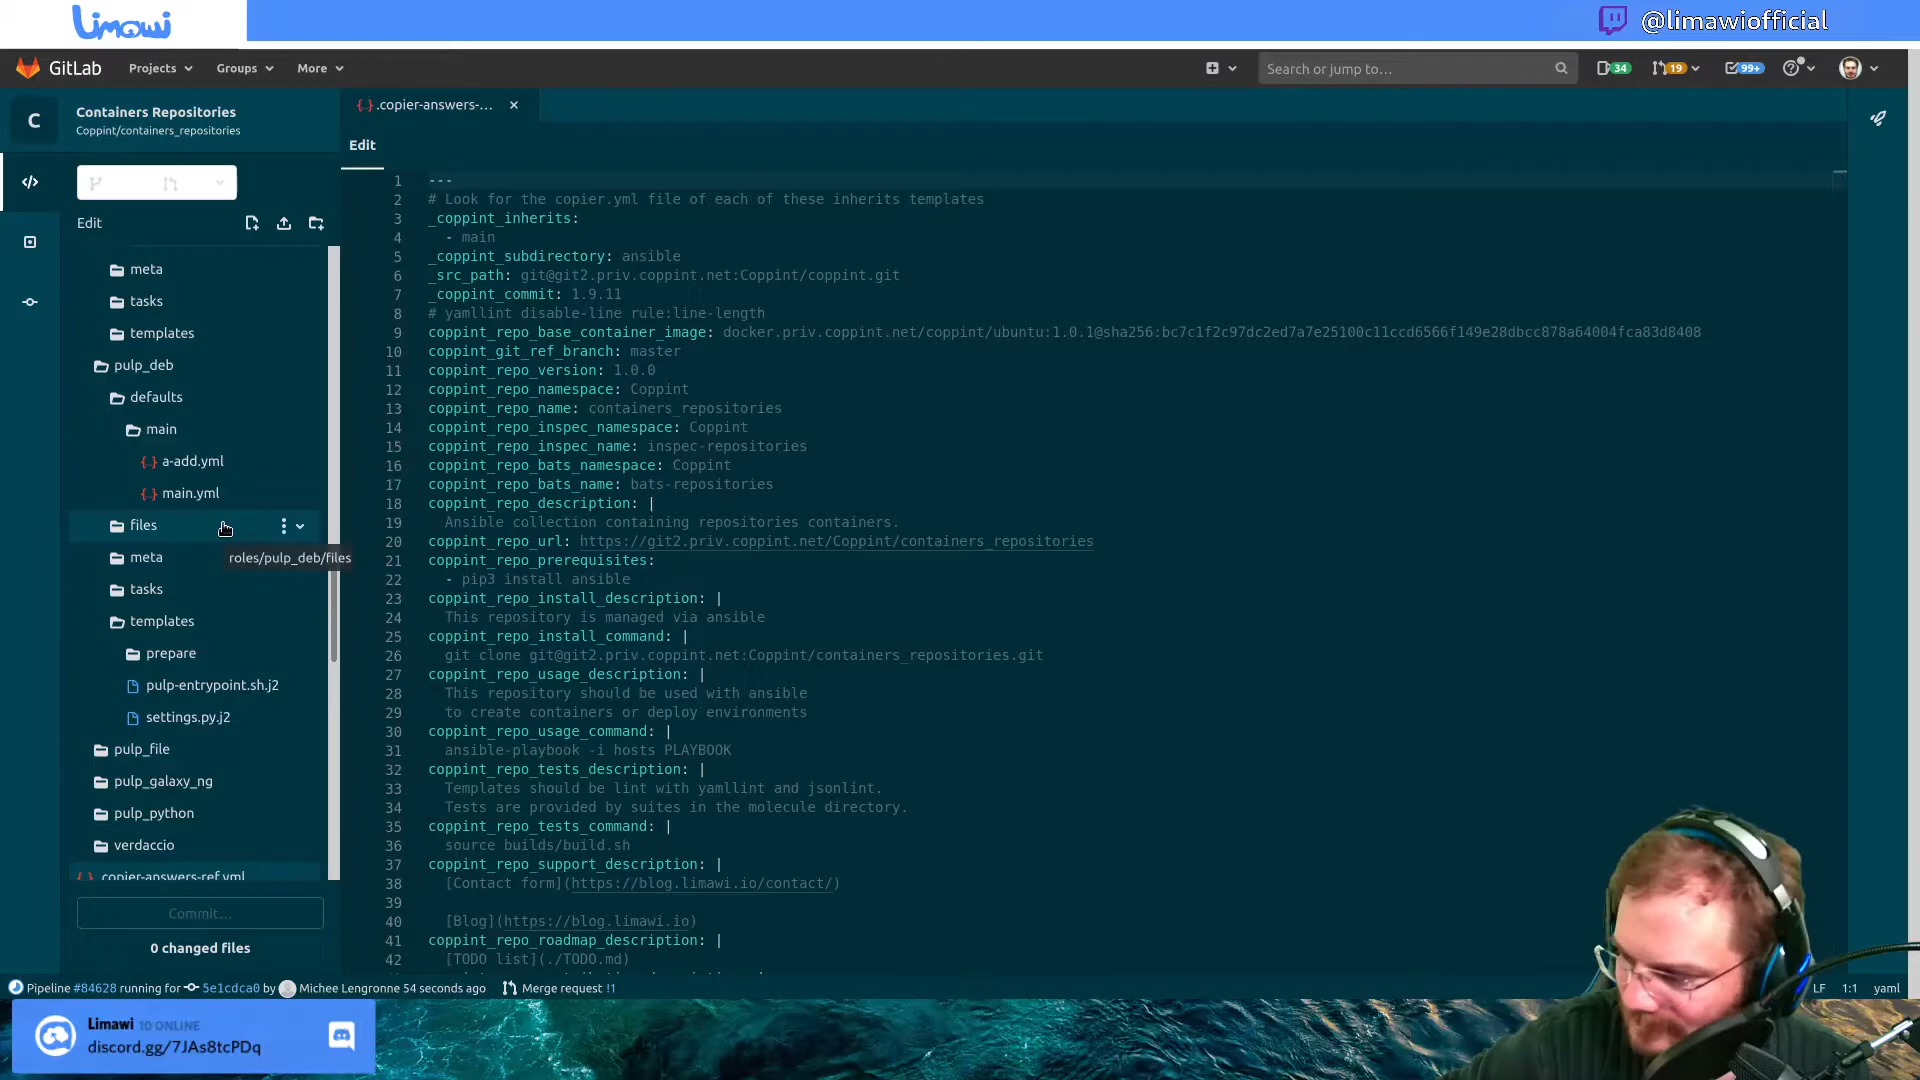 Limawi
@limawiofficial
GitLab
Projects
Groups
More
Search or jump to…
34
19
99+
C
Containers Repositories
Coppint/containers_repositories
Edit
meta
tasks
templates
pulp_deb
defaults
main
a-add.yml
main.yml
files
meta
roles/pulp_deb/files
tasks
templates
prepare
pulp-entrypoint.sh.j2
settings.py.j2
pulp_file
pulp_galaxy_ng
pulp_python
verdaccio
copier-answers-ref.yml
Commit…
0 changed files
.copier-answers-...
Edit
1 ---
2 # Look for the copier.yml file of each of these inherits templates
3 _coppint_inherits:
4 - main
5 _coppint_subdirectory: ansible
6 _src_path: git@git2.priv.coppint.net:Coppint/coppint.git
7 _coppint_commit: 1.9.11
8 # yamllint disable-line rule:line-length
9 coppint_repo_base_container_image: docker.priv.coppint.net/coppint/ubuntu:1.0.1@sha256:bc7c1f2c97dc2ed7a7e25100c11ccd6566f149e28dbcc878a64004fca83d8408
10 coppint_git_ref_branch: master
11 coppint_repo_version: 1.0.0
12 coppint_repo_namespace: Coppint
13 coppint_repo_name: containers_repositories
14 coppint_repo_inspec_namespace: Coppint
15 coppint_repo_inspec_name: inspec-repositories
16 coppint_repo_bats_namespace: Coppint
17 coppint_repo_bats_name: bats-repositories
18 coppint_repo_description: |
19 Ansible collection containing repositories containers.
20 coppint_repo_url: https://git2.priv.coppint.net/Coppint/containers_repositories
21 coppint_repo_prerequisites:
22 - pip3 install ansible
23 coppint_repo_install_description: |
24 This repository is managed via ansible
25 coppint_repo_install_command: |
26 git clone git@git2.priv.coppint.net:Coppint/containers_repositories.git
27 coppint_repo_usage_description: |
28 This repository should be used with ansible
29 to create containers or deploy environments
30 coppint_repo_usage_command: |
31 ansible-playbook -i hosts PLAYBOOK
32 coppint_repo_tests_description: |
33 Templates should be lint with yamllint and jsonlint.
34 Tests are provided by suites in the molecule directory.
35 coppint_repo_tests_command: |
36 source builds/build.sh
37 coppint_repo_support_description: |
38 [Contact form](https://blog.limawi.io/contact/)
39
40 [Blog](https://blog.limawi.io)
41 coppint_repo_roadmap_description: |
42 [TODO list](./TODO.md)
Pipeline #84628 running for 5e1cdca0 by Michee Lengronne 54 seconds ago
Merge request !1
LF 1:1 yaml
Limawi 10 ONLINE
discord.gg/7JAs8tcPDq